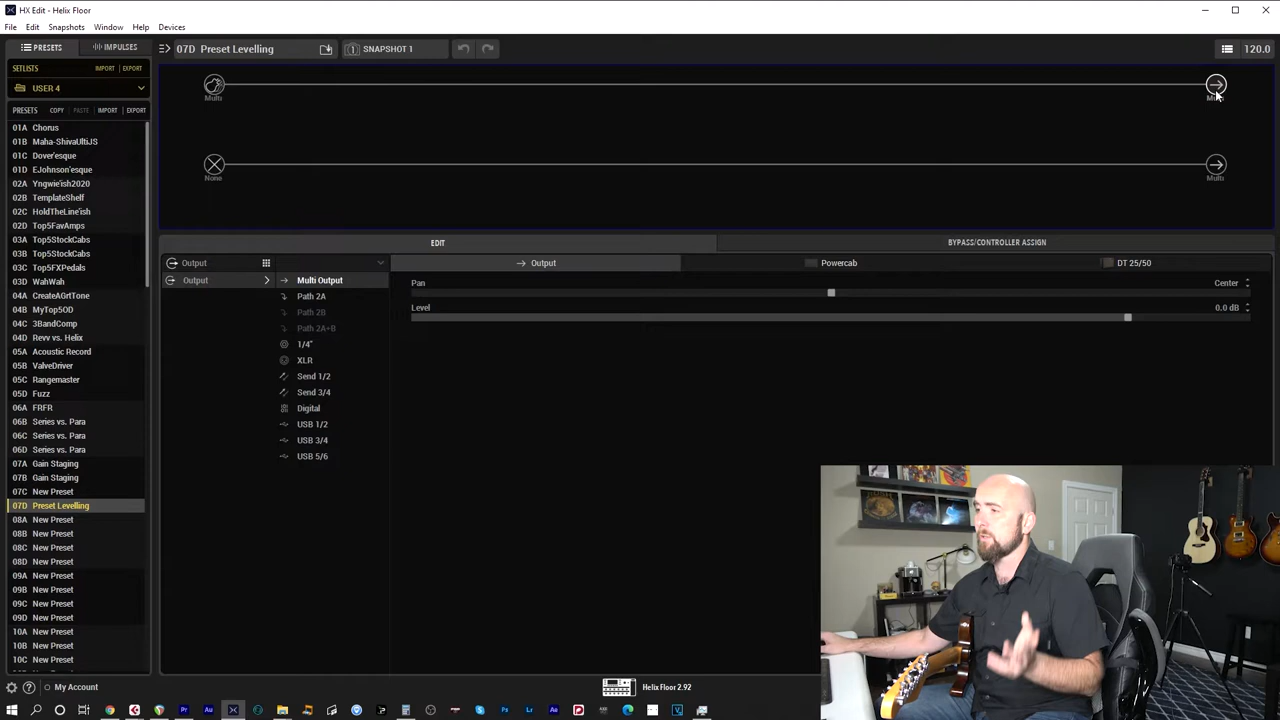 HX Edit - Helix Floor
File Edit Snapshots Window Help Devices
PRESETS IMPULSES
07D Preset Levelling
1 SNAPSHOT 1
120.0
SETLISTS IMPORT EXPORT
USER 4
PRESETS COPY PASTE IMPORT EXPORT
01A Chorus
01B Maha-ShivaUltiJS
01C Dover'esque
01D EJohnson'esque
02A Yngwie'ish2020
02B TemplateShelf
02C HoldTheLine'ish
02D Top5FavAmps
03A Top5StockCabs
03B Top5StockCabs
03C Top5FXPedals
03D WahWah
04A CreateAGrtTone
04B MyTop5OD
04C 3BandComp
04D Revv vs. Helix
05A Acoustic Record
05B ValveDriver
05C Rangemaster
05D Fuzz
06A FRFR
06B Series vs. Para
06C Series vs. Para
06D Series vs. Para
07A Gain Staging
07B Gain Staging
07C New Preset
07D Preset Levelling
08A New Preset
08B New Preset
08C New Preset
08D New Preset
09A New Preset
09B New Preset
09C New Preset
09D New Preset
10A New Preset
10B New Preset
10C New Preset
My Account
Multi
None
Multi
EDIT
BYPASS/CONTROLLER ASSIGN
Output
Output
Multi Output
Path 2A
Path 2B
Path 2A+B
1/4"
XLR
Send 1/2
Send 3/4
Digital
USB 1/2
USB 3/4
USB 5/6
Output
Powercab
DT 25/50
Pan Center
Level 0.0 dB
Helix Floor 2.92